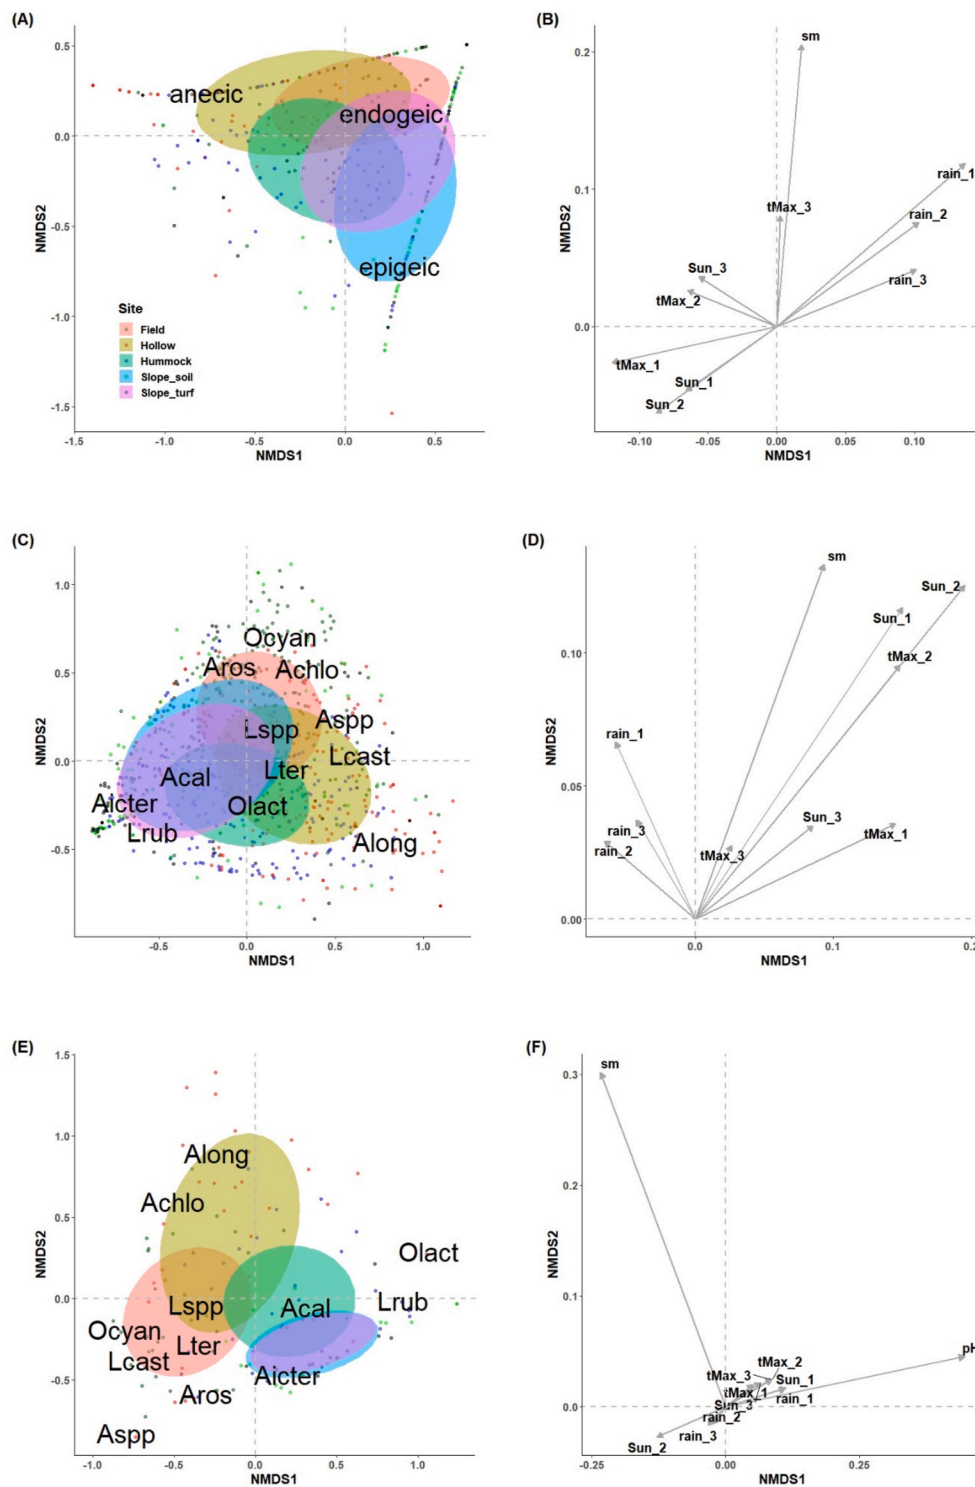 (A)
0.5
0.0
-0.5
-1.0
-1.5
NMDS2
anecic
endogeic
epigeic
Site
Field
Hollow
Hummock
Slope_soil
Slope_turf
-1.5 -1.0 -0.5 0.0 0.5
NMDS1
(B)
0.2
0.1
0.0
NMDS2
sm
rain_1
tMax_3
rain_2
Sun_3
rain_3
tMax_2
tMax_1
Sun_1
Sun_2
-0.10 -0.05 0.00 0.05 0.10
NMDS1
(C)
1.0
0.5
0.0
-0.5
NMDS2
Ocyan
Aros Achlo
Aspp
Lspp
Lcast
Lter
Acal
Aicter
Olact
Lrub
Along
-0.5 0.0 0.5 1.0
NMDS1
(D)
0.10
0.05
0.00
NMDS2
sm
Sun_2
Sun_1
tMax_2
rain_1
rain_3
Sun_3
tMax_1
rain_2
tMax_3
0.0 0.1 0.2
NMDS1
(E)
1.5
1.0
0.5
0.0
-0.5
NMDS2
Along
Achlo
Olact
Lspp
Acal
Lrub
Ocyan
Lter
Lcast
Aicter
Aros
Aspp
-1.0 -0.5 0.0 0.5 1.0
NMDS1
(F)
0.3
0.2
0.1
0.0
NMDS2
sm
pH
tMax_2
tMax_3
Sun_1
tMax_1
rain_1
Sun_3
rain_2
rain_3
Sun_2
-0.25 0.00 0.25
NMDS1